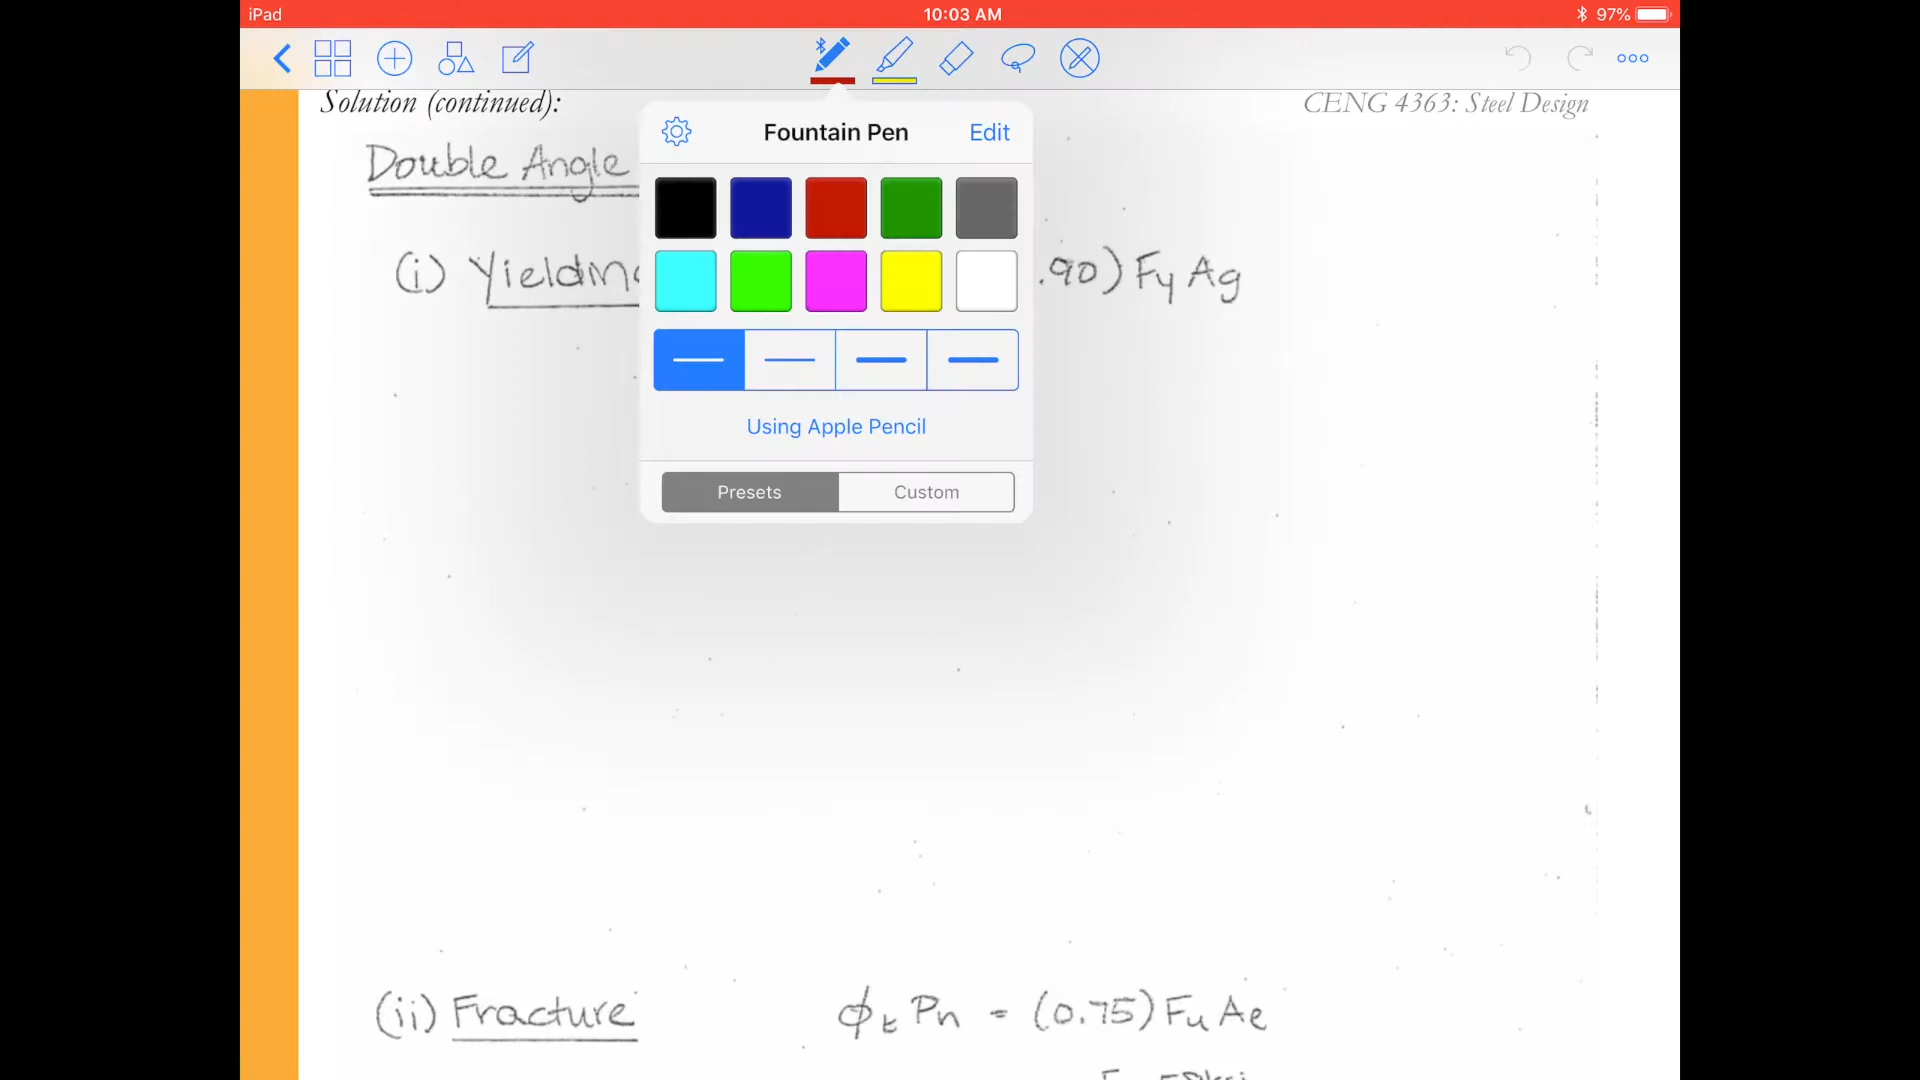 iPad 10:03 AM 97%
Solution (continued): CENG 4363: Steel Design
Fountain Pen Edit
Double Angle
(i) Yielding .90) Fy Ag
Using Apple Pencil
Presets Custom
(ii) Fracture ϕt Pn = (0.75) Fu Ae